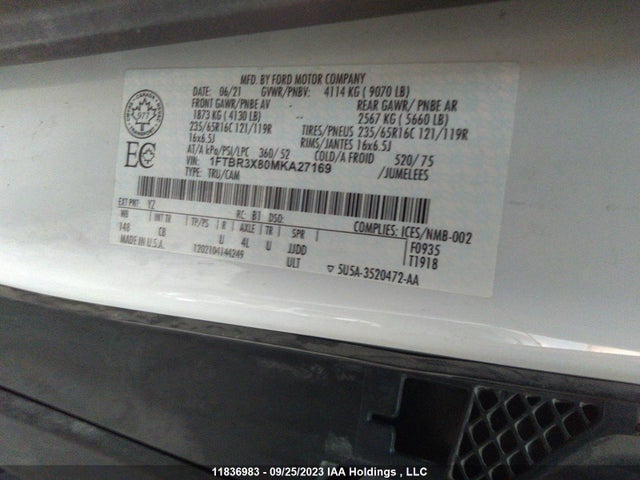 MFD. BY FORD MOTOR COMPANY
DATE: 06/21 GVWR/PNBV: 4114 KG ( 9070 LB)
FRONT GAWR/PNBE AV REAR GAWR/ PNBE AR
1873 KG ( 4130 LB) 2567 KG ( 5660 LB)
235/65R16C 121/119R TIRES/PNEUS 235/65R16C 121/119R
16x6.5J RIMS/JANTES 16x6.5J
AT/A kPa/PSI/LPC 360/ 52 COLD/A FROID 520/ 75
VIN: 1FTBR3X80MKA27169 /JUMELEES
TYPE: TRU/CAM
EC
EXT PNT: YZ RC: B1 DSO: COMPLIES: ICES/NMB-002
WB INT TR TP/PS R AXLE TR SPR F0935
148 CB U 4L U JJDD T1918
MADE IN U.S.A. 1202104144249 ULT
5U5A-3520472-AA
11836983 - 09/25/2023 IAA Holdings , LLC